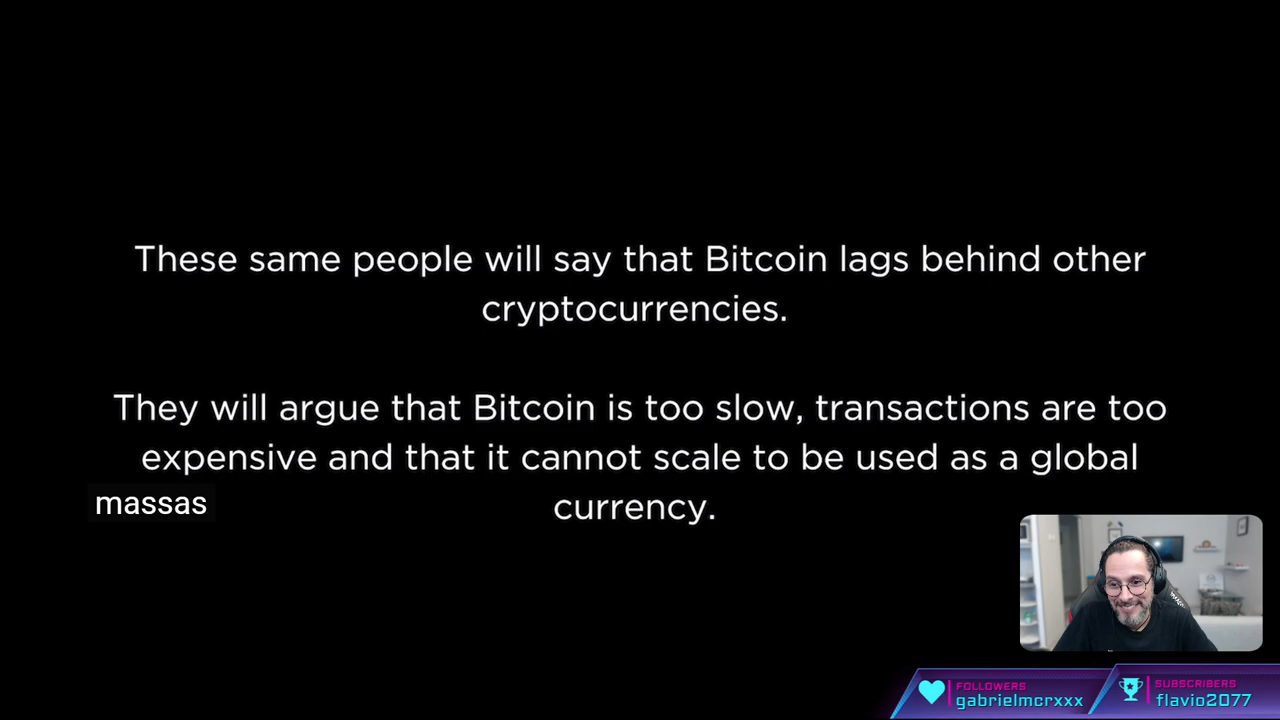 These same people will say that Bitcoin lags behind other
cryptocurrencies.
They will argue that Bitcoin is too slow, transactions are too
expensive and that it cannot scale to be used as a global
currency.
massas
FOLLOWERS
gabrielmcrxxx
SUBSCRIBERS
flavio2077